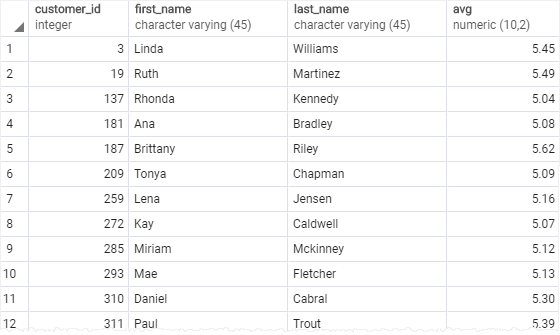 customer_id first_name last_name avg
integer character varying (45) character varying (45) numeric (10,2)
1 3 Linda Williams 5.45
2 19 Ruth Martinez 5.49
3 137 Rhonda Kennedy 5.04
4 181 Ana Bradley 5.08
5 187 Brittany Riley 5.62
6 209 Tonya Chapman 5.09
7 259 Lena Jensen 5.16
8 272 Kay Caldwell 5.07
9 285 Miriam Mckinney 5.12
10 293 Mae Fletcher 5.13
11 310 Daniel Cabral 5.30
12 311 Paul Trout 5.39